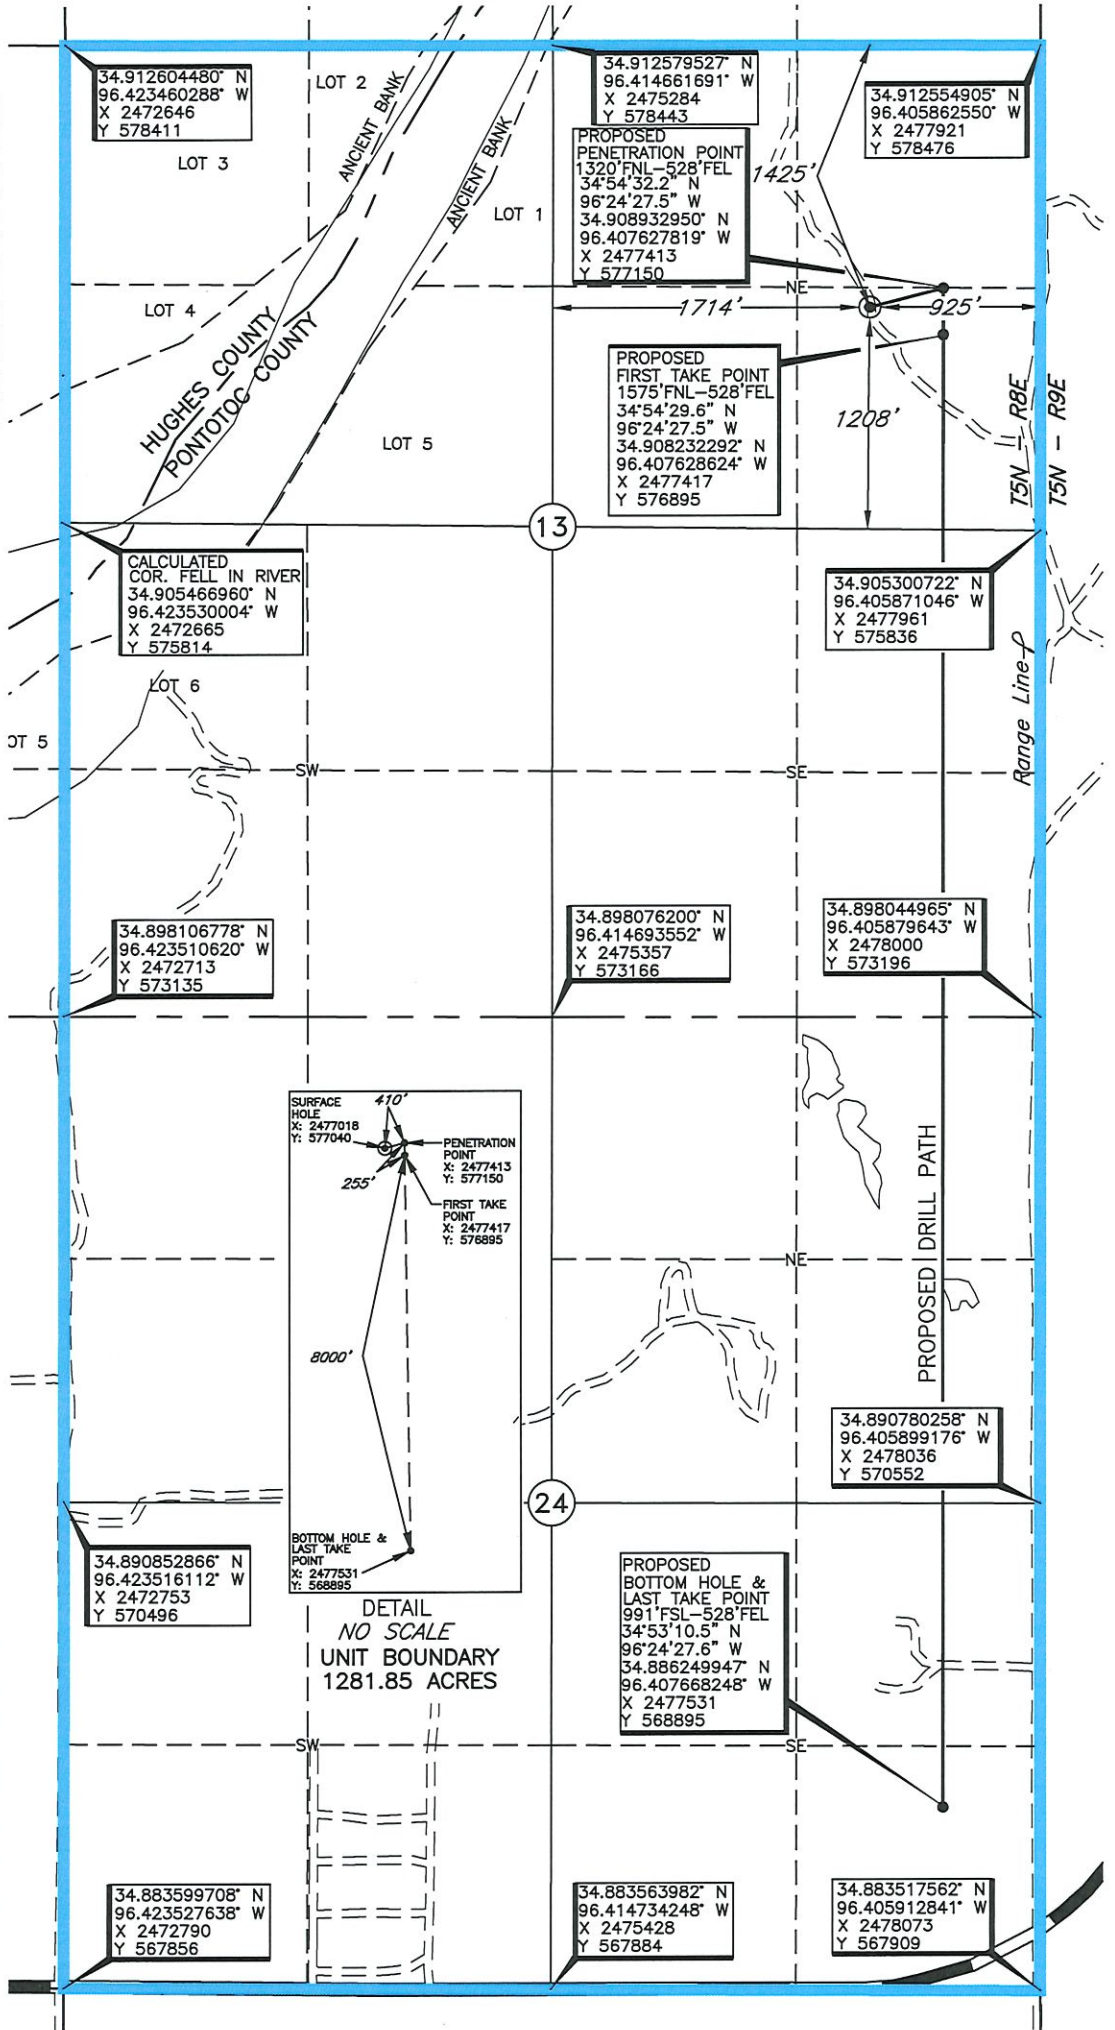 34.912604480° N
96.423460288° W
X 2472646
Y 578411
LOT 2
LOT 3
ANCIENT BANK
ANCIENT BANK
LOT 1
34.912579527° N
96.414661691° W
X 2475284
Y 578443
34.912554905° N
96.405862550° W
X 2477921
Y 578476
PROPOSED
PENETRATION POINT
1320'FNL-528'FEL
34°54'32.2" N
96°24'27.5" W
34.908932950° N
96.407627819° W
X 2477413
Y 577150
1425'
NE
1714'
925'
LOT 4
HUGHES COUNTY
PONTOTOC COUNTY
LOT 5
PROPOSED
FIRST TAKE POINT
1575'FNL-528'FEL
34°54'29.6" N
96°24'27.5" W
34.908232292° N
96.407628624° W
X 2477417
Y 576895
1208'
T5N - R8E
T5N - R9E
13
CALCULATED
COR. FELL IN RIVER
34.905466960° N
96.423530004° W
X 2472665
Y 575814
34.905300722° N
96.405871046° W
X 2477961
Y 575836
Range Line
LOT 6
OT 5
SW
SE
34.898106778° N
96.423510620° W
X 2472713
Y 573135
34.898076200° N
96.414693552° W
X 2475357
Y 573166
34.898044965° N
96.405879643° W
X 2478000
Y 573196
SURFACE
HOLE
X: 2477018
Y: 577040
410'
PENETRATION
POINT
X: 2477413
Y: 577150
255'
FIRST TAKE
POINT
X: 2477417
Y: 576895
8000'
BOTTOM HOLE &
LAST TAKE
POINT
X: 2477531
Y: 568895
DETAIL
NO SCALE
UNIT BOUNDARY
1281.85 ACRES
NE
PROPOSED DRILL PATH
34.890780258° N
96.405899176° W
X 2478036
Y 570552
24
34.890852866° N
96.423516112° W
X 2472753
Y 570496
PROPOSED
BOTTOM HOLE &
LAST TAKE POINT
991'FSL-528'FEL
34°53'10.5" N
96°24'27.6" W
34.886249947° N
96.407668248° W
X 2477531
Y 568895
SW
SE
34.883599708° N
96.423527638° W
X 2472790
Y 567856
34.883563982° N
96.414734248° W
X 2475428
Y 567884
34.883517562° N
96.405912841° W
X 2478073
Y 567909